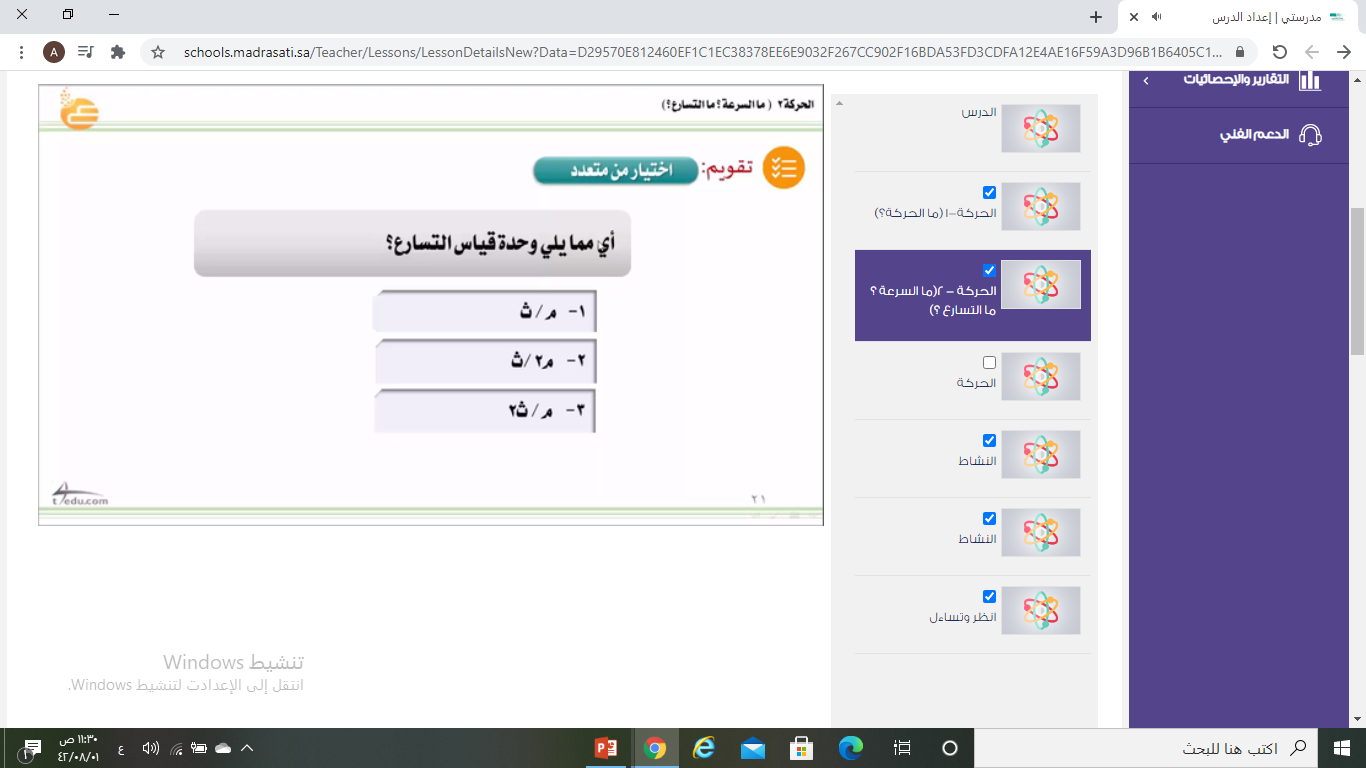 مدرستي | إعداد الدرس
schools.madrasati.sa/Teacher/Lessons/LessonDetailsNew?Data=D29570E812460EF1C1EC38378EE6E9032F267CC902F16BDA53FD3CDFA12E4AE16F59A3D96B1B6405C1...
A
التقارير والإحصائيات
الدعم الفني
الدرس
الحركة-١ (ما الحركة؟)
الحركة – ٢(ما السرعة ؟
ما التسارع ؟)
الحركة
النشاط
النشاط
انظر وتساءل
الحركة٢ ( ما السرعة؟ ما التسارع؟)
تقويم:
اختيار من متعدد
أي مما يلي وحدة قياس التسارع؟
١- م/ث
٢- م٢/ث
٣- م/ث٢
٢١
t4edu.com
تنشيط Windows
انتقل إلى الإعدادت لتنشيط Windows.
اكتب هنا للبحث
ع
١١:٣٠ ص
٤٢/٠٨/٠١
١